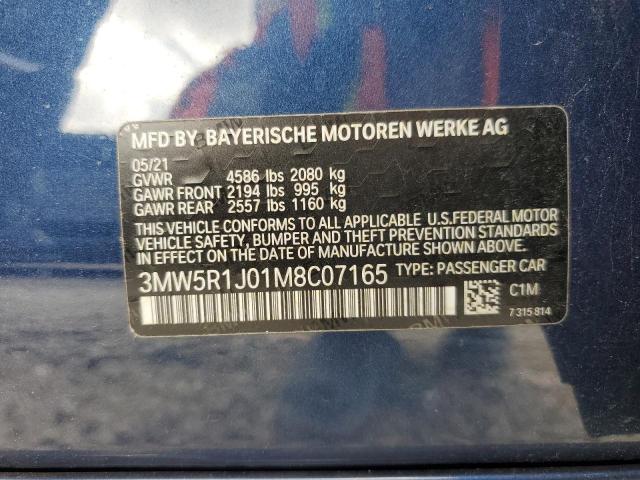 MFD BY: BAYERISCHE MOTOREN WERKE AG
05/21
GVWR 4586 lbs 2080 kg
GAWR FRONT 2194 lbs 995 kg
GAWR REAR 2557 lbs 1160 kg
THIS VEHICLE CONFORMS TO ALL APPLICABLE U.S.FEDERAL MOTOR
VEHICLE SAFETY, BUMPER AND THEFT PREVENTION STANDARDS IN
EFFECT ON THE DATE OF MANUFACTURE SHOWN ABOVE.
3MW5R1J01M8C07165 TYPE: PASSENGER CAR
C1M
7 315 814